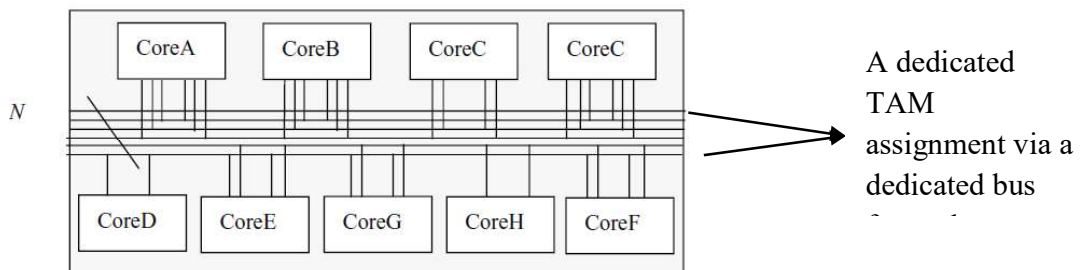 CoreA
CoreB
CoreC
CoreC
N
CoreD
CoreE
CoreG
CoreH
CoreF
A dedicated
TAM
assignment via a
dedicated bus